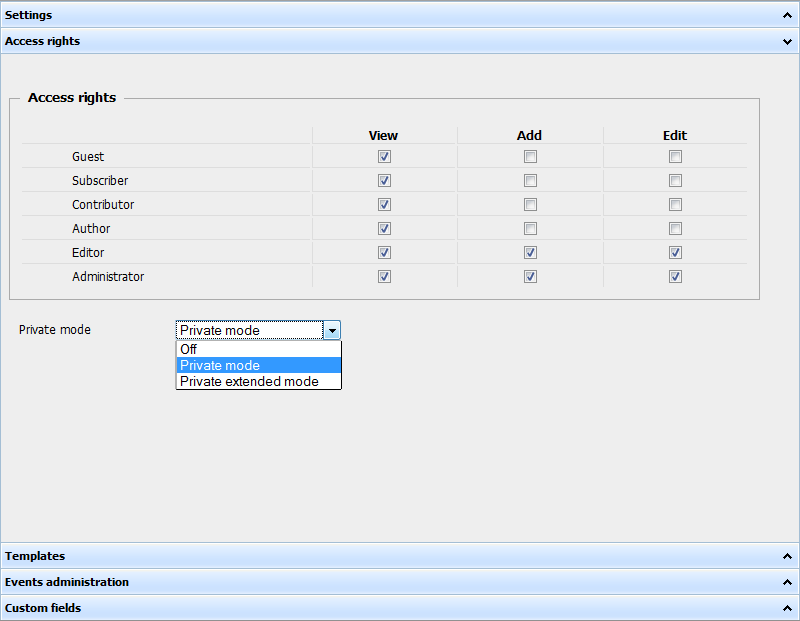 Settings
Access rights
Access rights
View Add Edit
Guest
Subscriber
Contributor
Author
Editor
Administrator
Private mode Private mode
Off
Private mode
Private extended mode
Templates
Events administration
Custom fields